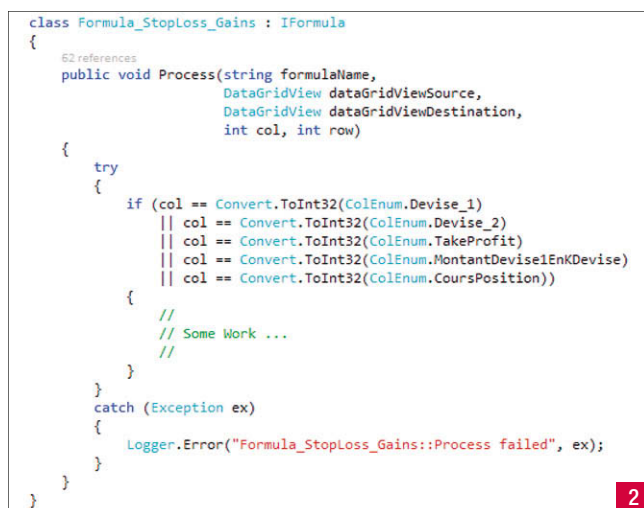 class Formula_StopLoss_Gains : IFormula
{
62 references
public void Process(string formulaName,
DataGridView dataGridViewSource,
DataGridView dataGridViewDestination,
int col, int row)
{
try
{
if (col == Convert.ToInt32(ColEnum.Devise_1)
|| col == Convert.ToInt32(ColEnum.Devise_2)
|| col == Convert.ToInt32(ColEnum.TakeProfit)
|| col == Convert.ToInt32(ColEnum.MontantDevise1EnKDevise)
|| col == Convert.ToInt32(ColEnum.CoursPosition))
{
//
// Some Work ...
//
}
}
catch (Exception ex)
{
Logger.Error("Formula_StopLoss_Gains::Process failed", ex);
}
}
}
2